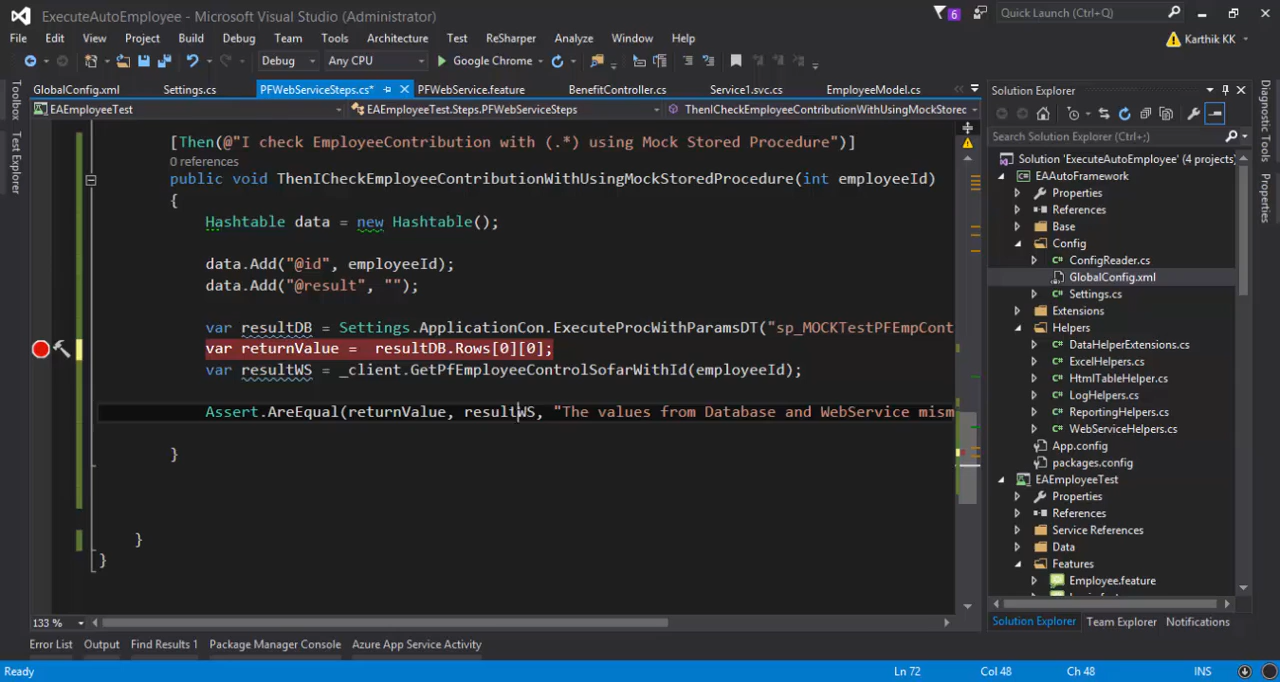 ExecuteAutoEmployee - Microsoft Visual Studio (Administrator)
6
Quick Launch (Ctrl+Q)
File Edit View Project Build Debug Team Tools Architecture Test ReSharper Analyze Window Help
Karthik KK
Debug Any CPU Google Chrome
GlobalConfig.xml Settings.cs PFWebServiceSteps.cs* PFWebService.feature BenefitController.cs Service1.svc.cs EmployeeModel.cs
EAEmployeeTest EAEmployeeTest.Steps.PFWebServiceSteps ThenICheckEmployeeContributionWithUsingMockStorec
Toolbox
Test Explorer
[Then(@"I check EmployeeContribution with (.*) using Mock Stored Procedure")]
0 references
public void ThenICheckEmployeeContributionWithUsingMockStoredProcedure(int employeeId)
{
Hashtable data = new Hashtable();
data.Add("@id", employeeId);
data.Add("@result", "");
var resultDB = Settings.ApplicationCon.ExecuteProcWithParamsDT("sp_MOCKTestPFEmpCont
var returnValue =  resultDB.Rows[0][0];
var resultWS = _client.GetPfEmployeeControlSofarWithId(employeeId);
Assert.AreEqual(returnValue, resultWS, "The values from Database and WebService mism
}
}
}
133 %
Error List Output Find Results 1 Package Manager Console Azure App Service Activity
Ready Ln 72 Col 48 Ch 48 INS
Solution Explorer
Search Solution Explorer (Ctrl+;)
Solution 'ExecuteAutoEmployee' (4 projects)
EAAutoFramework
Properties
References
Base
Config
ConfigReader.cs
GlobalConfig.xml
Settings.cs
Extensions
Helpers
DataHelperExtensions.cs
ExcelHelpers.cs
HtmlTableHelper.cs
LogHelpers.cs
ReportingHelpers.cs
WebServiceHelpers.cs
App.config
packages.config
EAEmployeeTest
Properties
References
Service References
Data
Features
Employee.feature
Solution Explorer Team Explorer Notifications
Diagnostic Tools
Properties